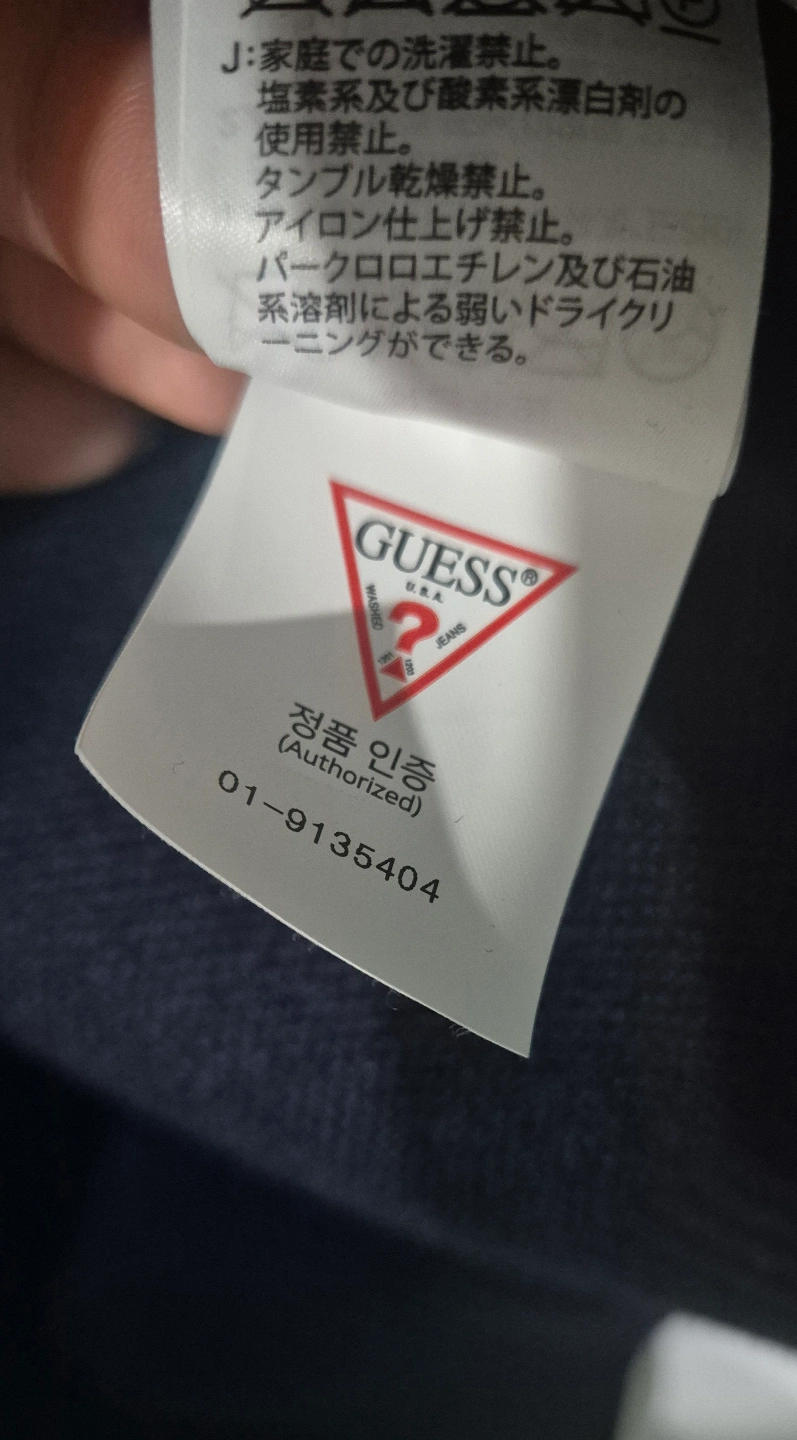 J:家庭での洗濯禁止。
塩素系及び酸素系漂白剤の
使用禁止。
タンブル乾燥禁止。
アイロン仕上げ禁止。
パークロロエチレン及び石油
系溶剤による弱いドライクリ
ーニングができる。
GUESS®
U.S.A.
WASHED
?
JEANS
정품 인증
(Authorized)
01-9135404